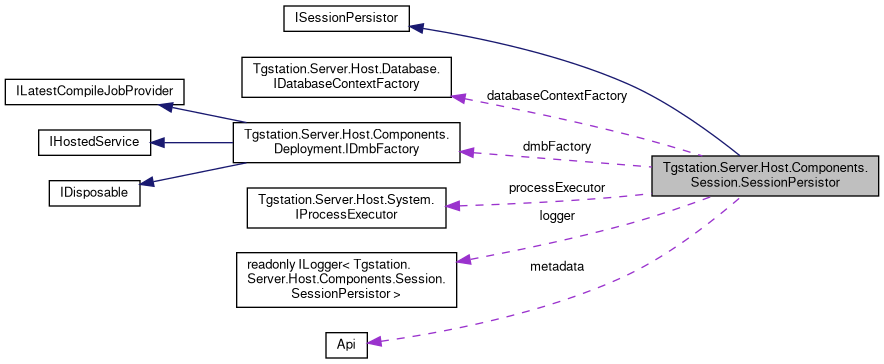 ISessionPersistor
Tgstation.Server.Host.Database.
IDatabaseContextFactory
ILatestCompileJobProvider
databaseContextFactory
IHostedService
Tgstation.Server.Host.Components.
Deployment.IDmbFactory
dmbFactory
Tgstation.Server.Host.Components.
Session.SessionPersistor
IDisposable
processExecutor
Tgstation.Server.Host.System.
IProcessExecutor
logger
readonly ILogger< Tgstation.
Server.Host.Components.Session.
SessionPersistor >
metadata
Api